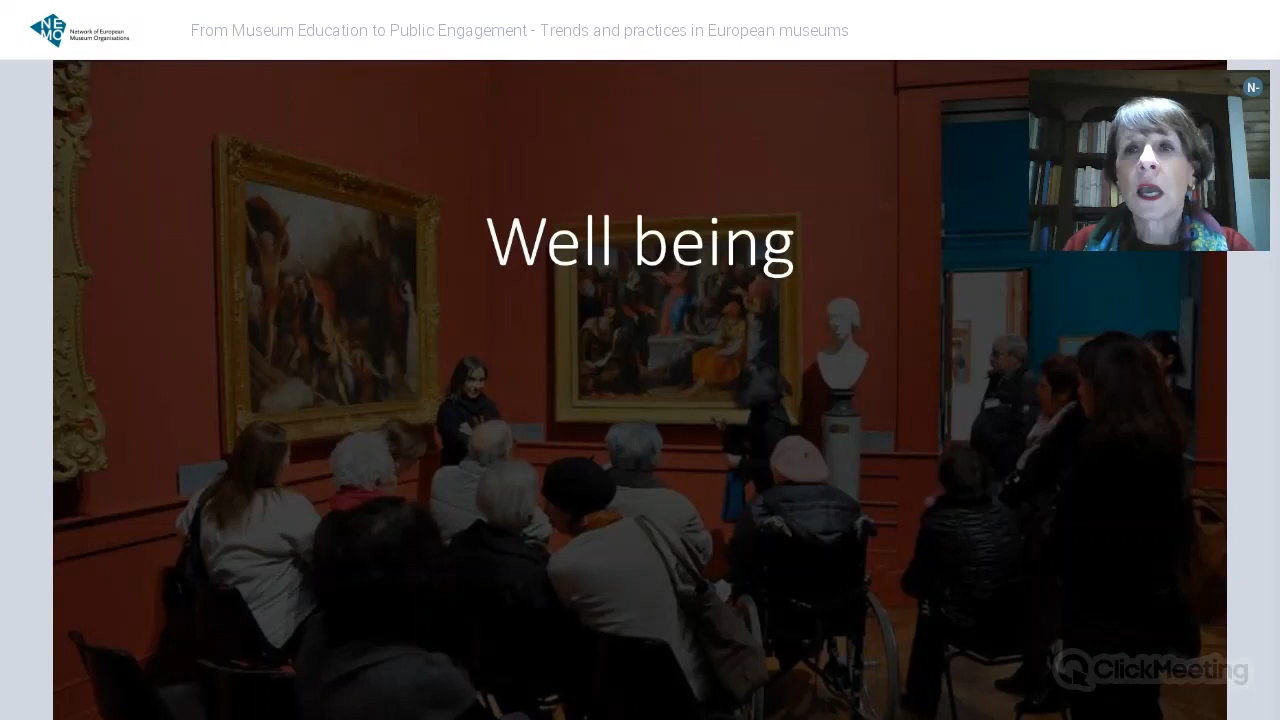 NE
MO
Network of European
Museum Organisations
From Museum Education to Public Engagement - Trends and practices in European museums
N-
Well being
ClickMeeting